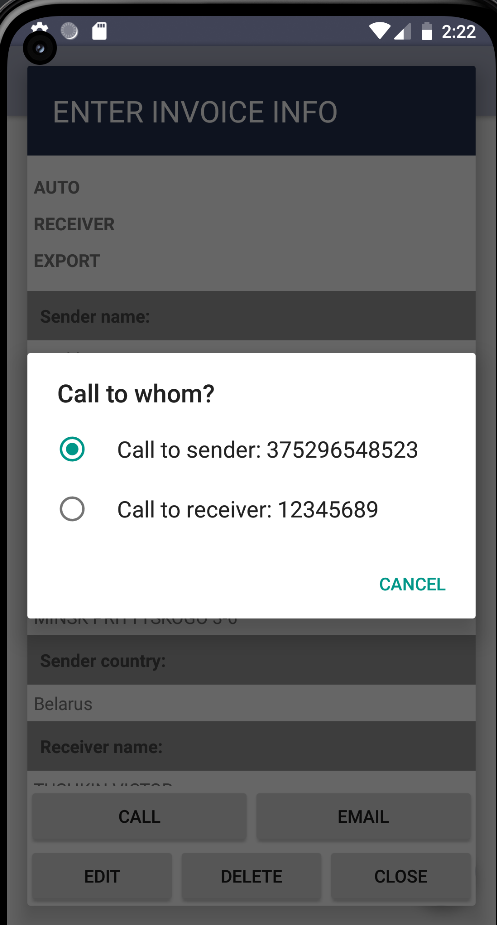 2:22
ENTER INVOICE INFO
AUTO
RECEIVER
EXPORT
Sender name:
Call to whom?
Call to sender: 375296548523
Call to receiver: 12345689
CANCEL
Sender country:
Belarus
Receiver name:
CALL EMAIL
EDIT DELETE CLOSE